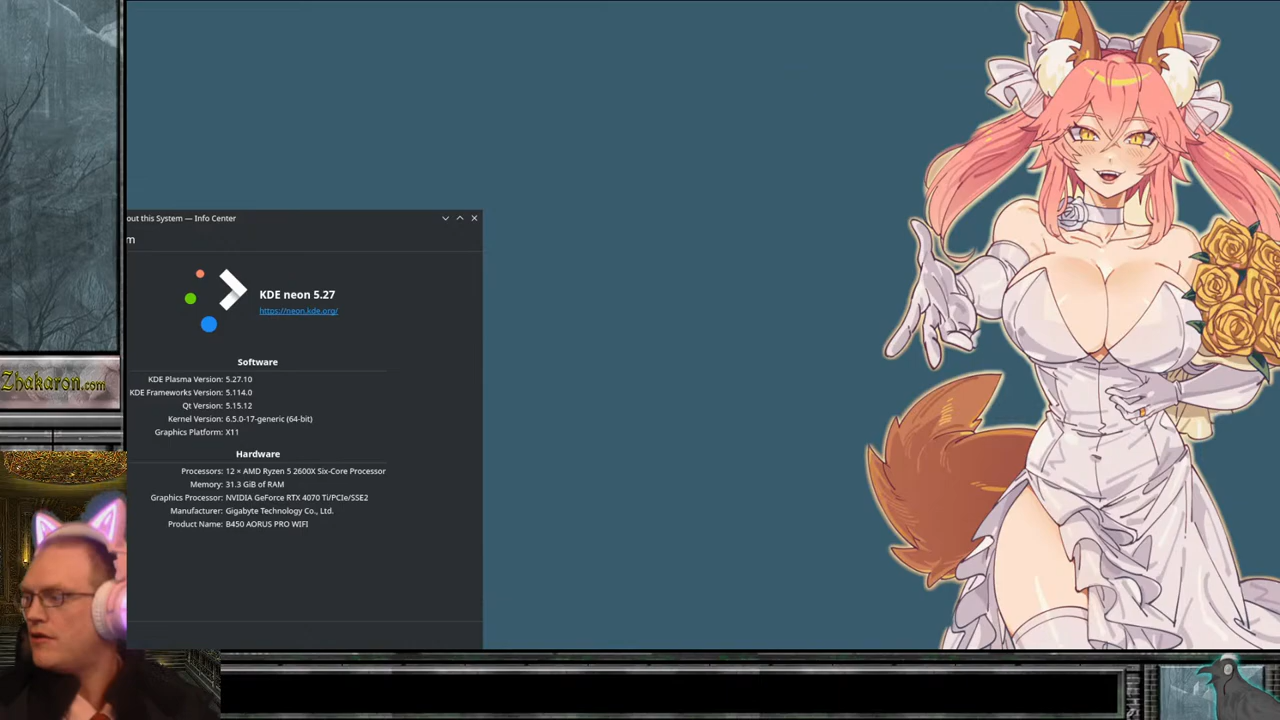 out this System — Info Center
m
KDE neon 5.27
https://neon.kde.org/
Software
KDE Plasma Version: 5.27.10
KDE Frameworks Version: 5.114.0
Qt Version: 5.15.12
Kernel Version: 6.5.0-17-generic (64-bit)
Graphics Platform: X11
Hardware
Processors: 12 × AMD Ryzen 5 2600X Six-Core Processor
Memory: 31.3 GiB of RAM
Graphics Processor: NVIDIA GeForce RTX 4070 Ti/PCIe/SSE2
Manufacturer: Gigabyte Technology Co., Ltd.
Product Name: B450 AORUS PRO WIFI
Zhakaron.com